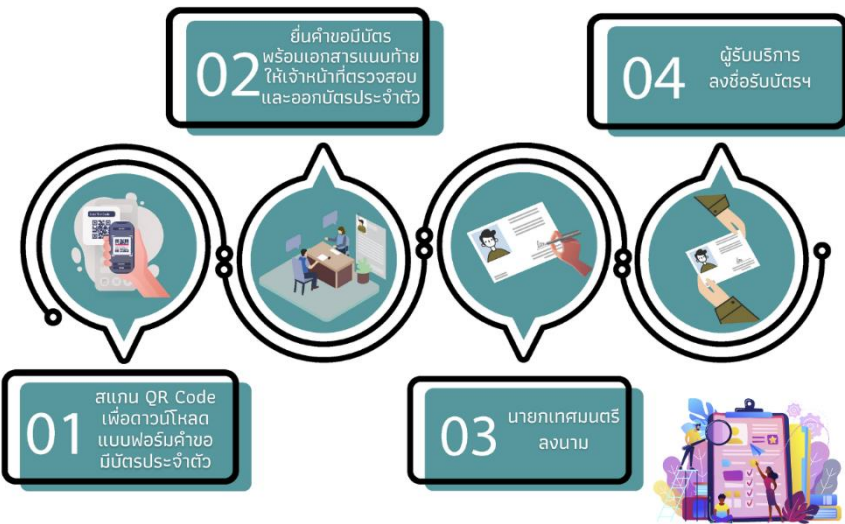 01
สแกน QR Code
เพื่อดาวน์โหลด
แบบฟอร์มคำขอ
มีบัตรประจำตัว
02
ยื่นคำขอมีบัตร
พร้อมเอกสารแนบท้าย
ให้เจ้าหน้าที่ตรวจสอบ
และออกบัตรประจำตัว
03
นายกเทศมนตรี
ลงนาม
04
ผู้รับบริการ
ลงชื่อรับบัตรฯ